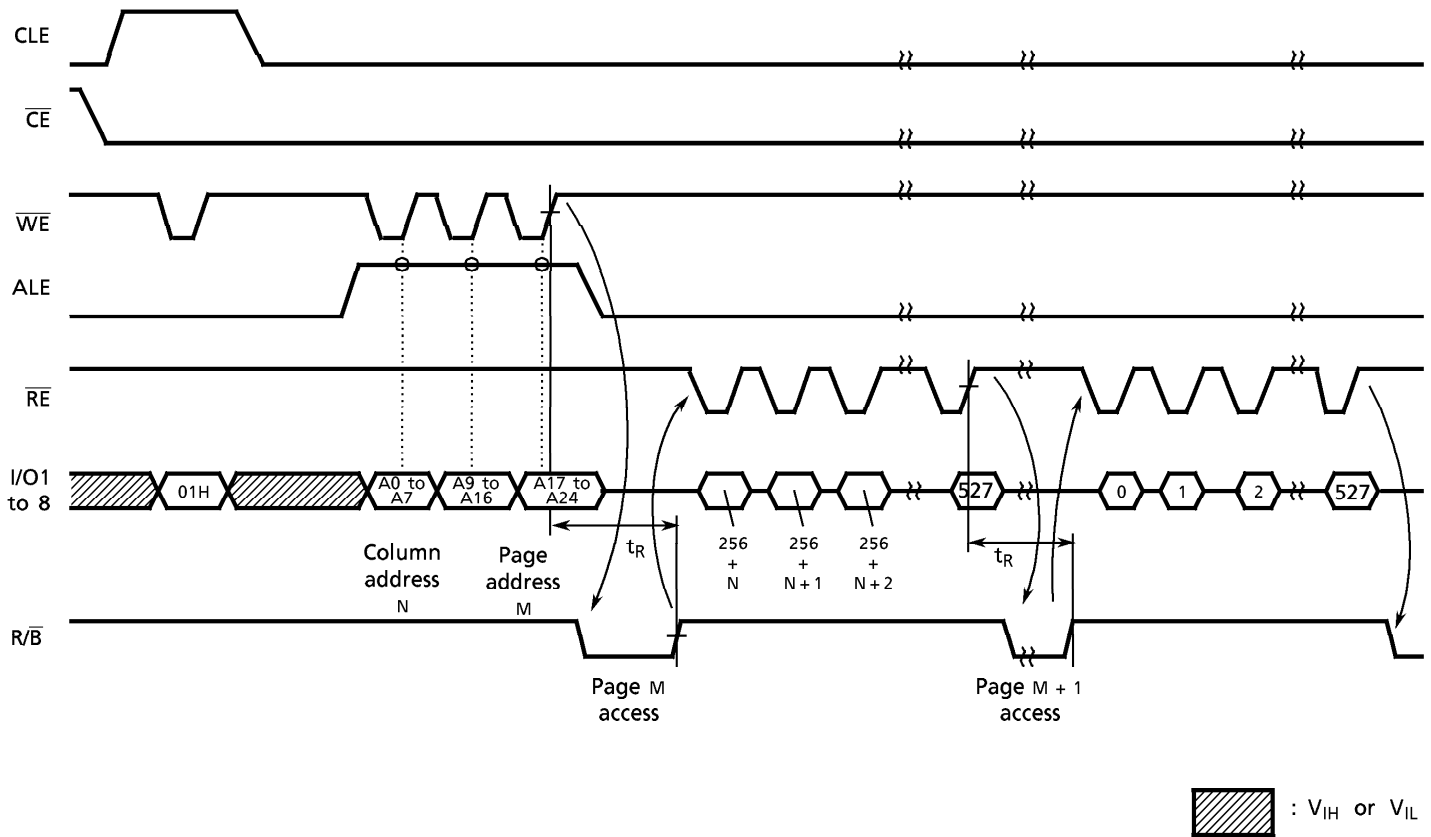 CLE
CE
WE
ALE
RE
I/O1
to 8
01H
A0 to
A7
A9 to
A16
A17 to
A24
527
0
1
2
527
Column
address
N
Page
address
M
tR
256
+
N
256
+
N + 1
256
+
N + 2
tR
R/B
Page M
access
Page M + 1
access
: VIH or VIL